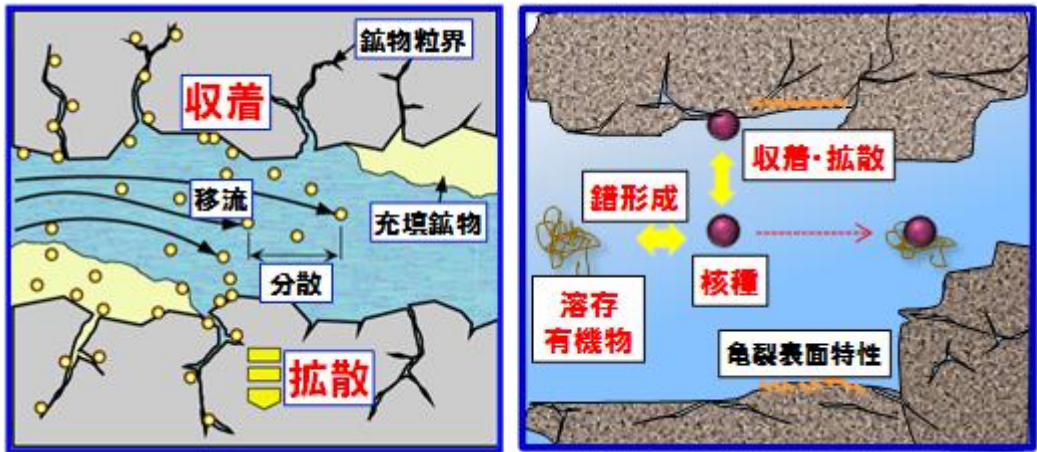 鉱物粒界
収着
移流
充填鉱物
分散
拡散
収着・拡散
錯形成
核種
溶存
有機物
亀裂表面特性